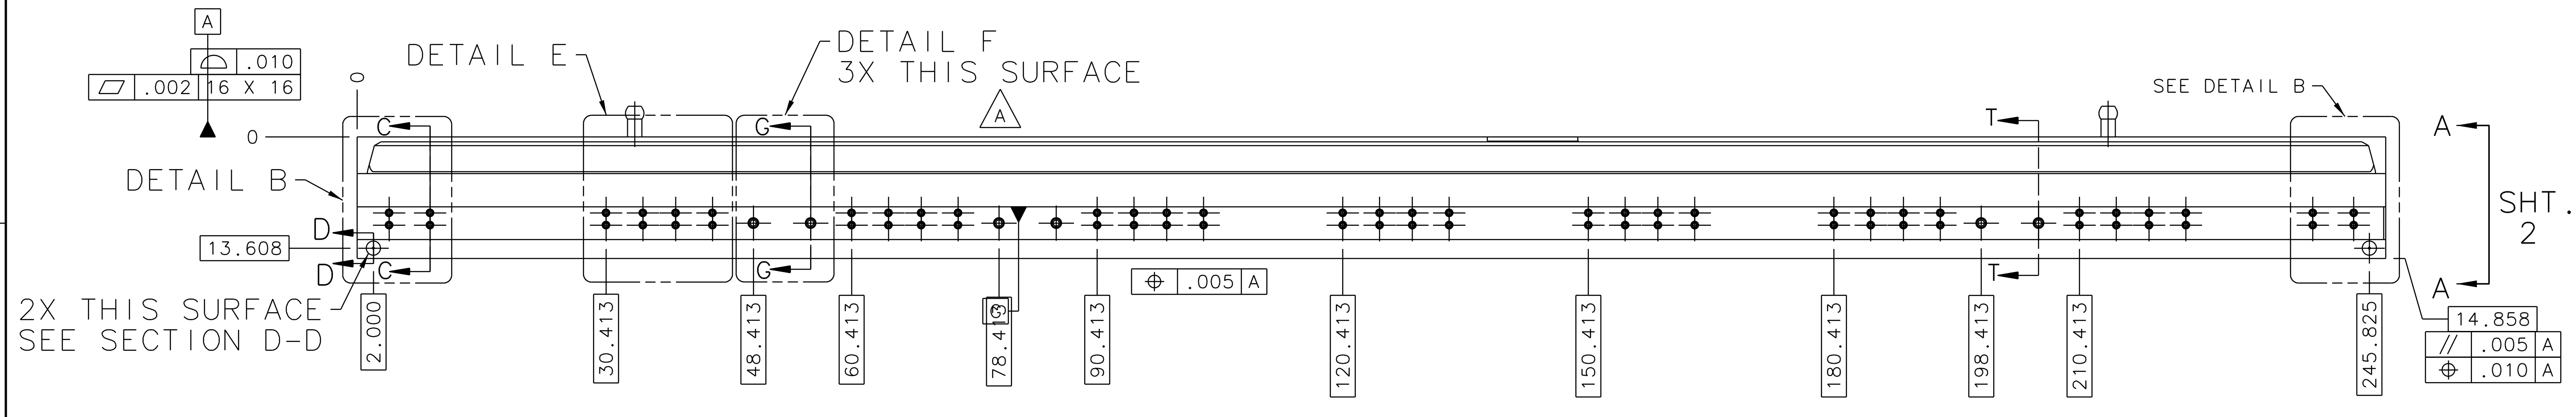 A
.010
.002 16 X 16
0
0
DETAIL E
DETAIL F
3X THIS SURFACE
A
SEE DETAIL B
C
G
T
A
DETAIL B
D
13.608
D
C
G
T
A
SHT.
2
2X THIS SURFACE
SEE SECTION D-D
.005 A
2.000
30.413
48.413
60.413
78.413
90.413
120.413
150.413
180.413
198.413
210.413
245.825
14.858
// .005 A
.010 A